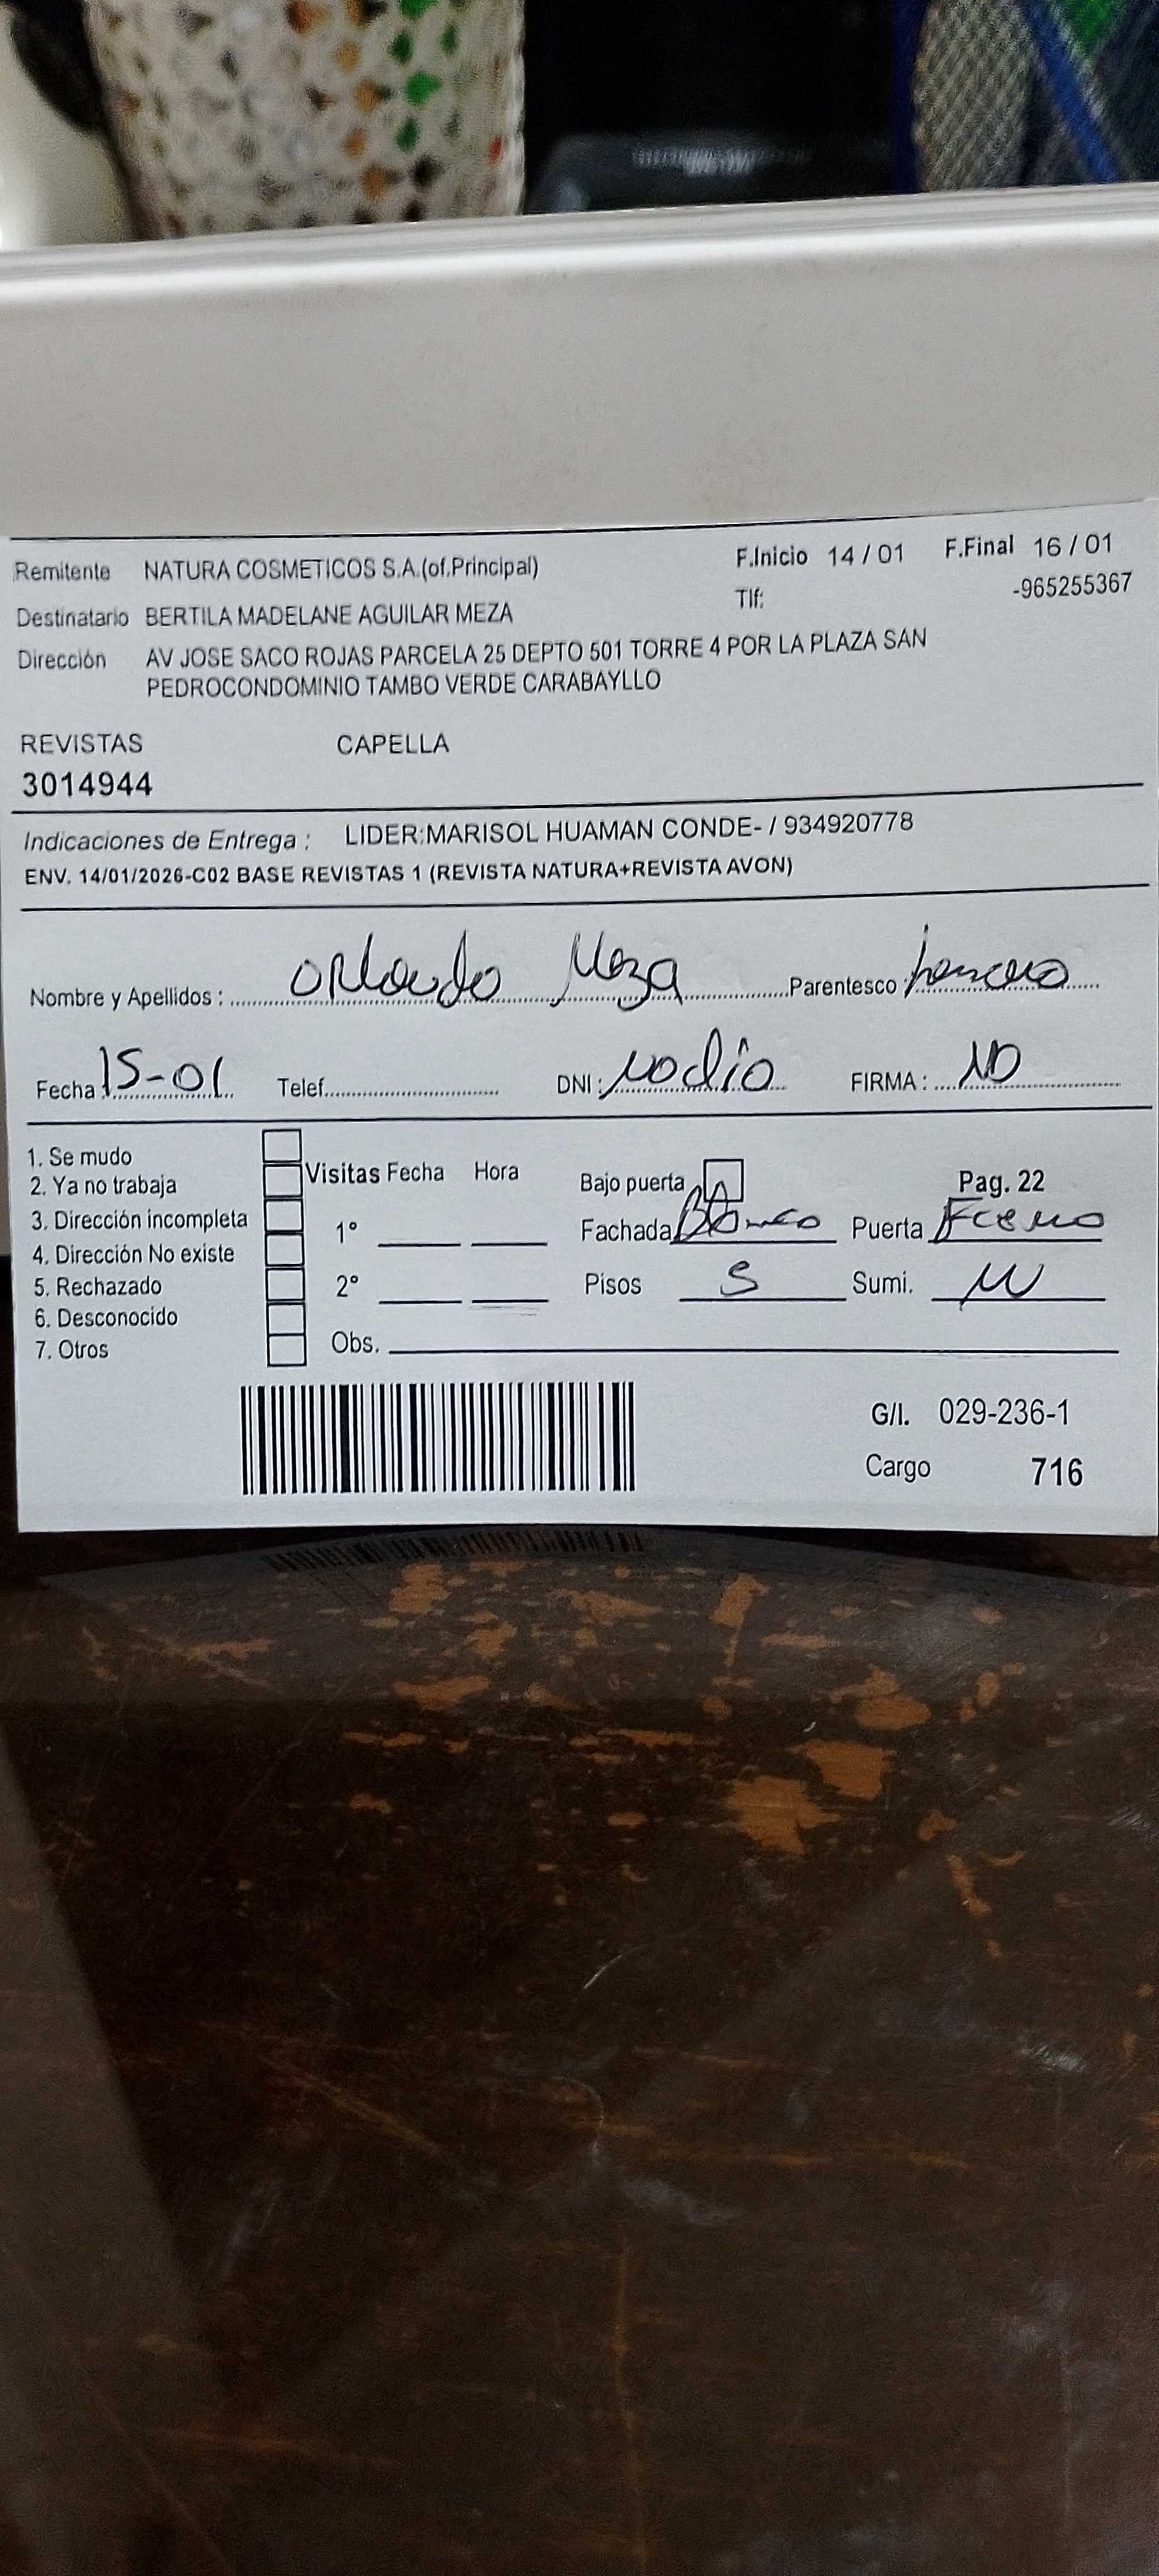 Remitente NATURA COSMETICOS S.A.(of.Principal) F.Inicio 14 / 01 F.Final 16 / 01
Tlf: -965255367
Destinatario BERTILA MADELANE AGUILAR MEZA
Dirección AV JOSE SACO ROJAS PARCELA 25 DEPTO 501 TORRE 4 POR LA PLAZA SAN
PEDROCONDOMINIO TAMBO VERDE CARABAYLLO
REVISTAS CAPELLA
3014944
Indicaciones de Entrega : LIDER:MARISOL HUAMAN CONDE- / 934920778
ENV. 14/01/2026-C02 BASE REVISTAS 1 (REVISTA NATURA+REVISTA AVON)
Nombre y Apellidos : Orlando Meza Parentesco :
Fecha 15-01 Telef. DNI : no dio FIRMA : NO
1. Se mudo
2. Ya no trabaja Visitas Fecha Hora Bajo puerta Pag. 22
3. Dirección incompleta 1° Fachada Blanco Puerta Fierro
4. Dirección No existe
5. Rechazado 2° Pisos 5 Sumi.
6. Desconocido
7. Otros Obs.
G/I. 029-236-1
Cargo 716